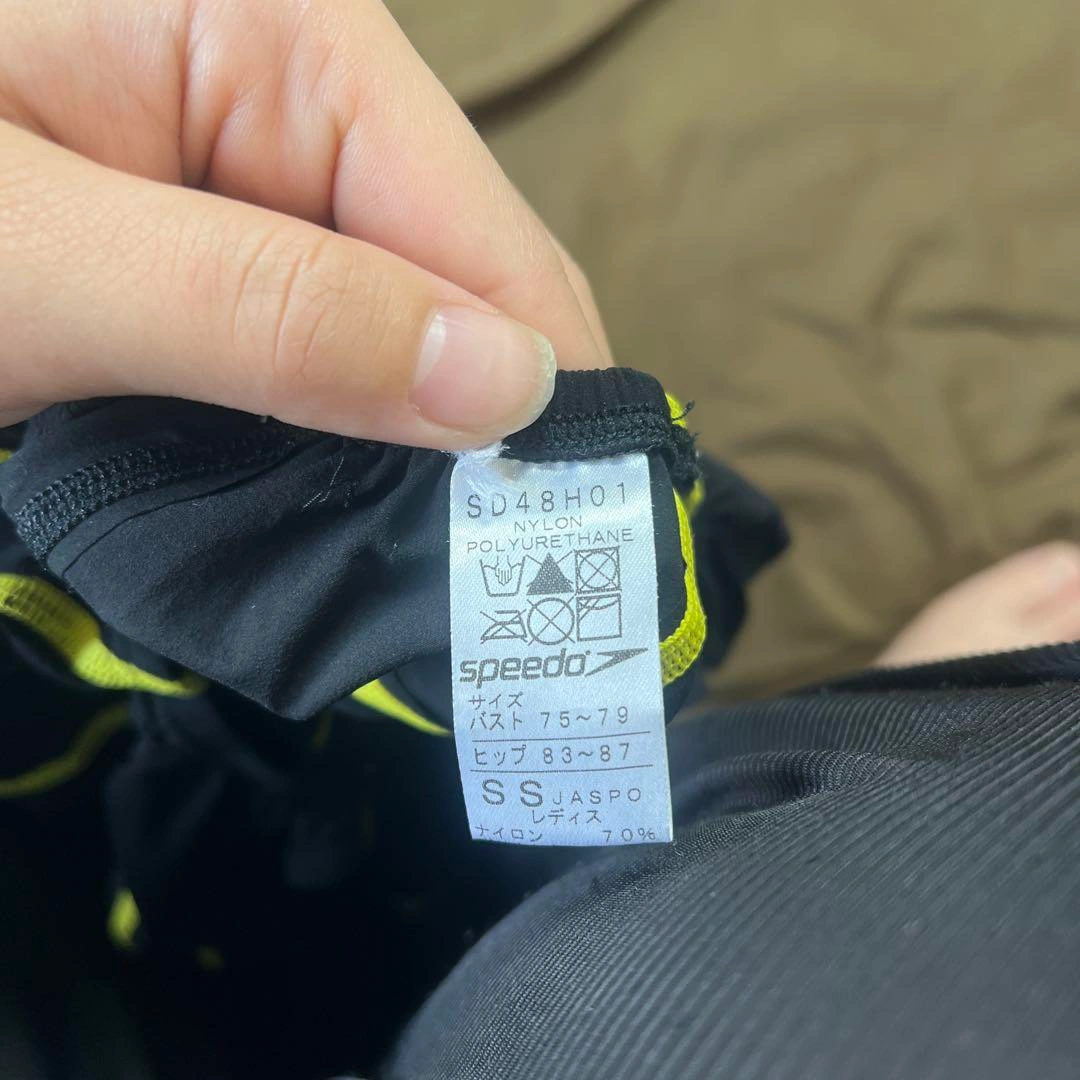 SD48H01
NYLON
POLYURETHANE
speedo
サイズ
バスト 75~79
ヒップ 83~87
SS JASPO
レディス
ナイロン 70%